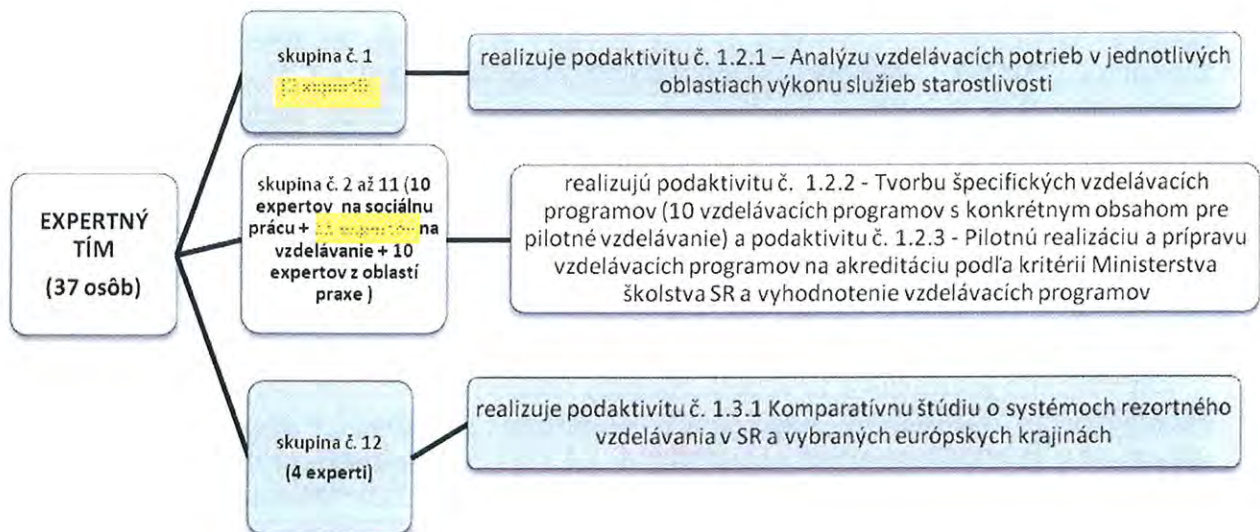 skupina č. 1
realizuje podaktivitu č. 1.2.1 – Analýzu vzdelávacích potrieb v jednotlivých
oblastiach výkonu služieb starostlivosti
EXPERTNÝ
TÍM
(37 osôb)
skupina č. 2 až 11 (10
expertov na sociálnu
prácu + na
vzdelávanie + 10
expertov z oblastí
praxe )
realizujú podaktivitu č. 1.2.2 - Tvorbu špecifických vzdelávacích
programov (10 vzdelávacích programov s konkrétnym obsahom pre
pilotné vzdelávanie) a podaktivitu č. 1.2.3 - Pilotnú realizáciu a prípravu
vzdelávacích programov na akreditáciu podľa kritérií Ministerstva
školstva SR a vyhodnotenie vzdelávacích programov
skupina č. 12
(4 experti)
realizuje podaktivitu č. 1.3.1 Komparatívnu štúdiu o systémoch rezortného
vzdelávania v SR a vybraných európskych krajinách